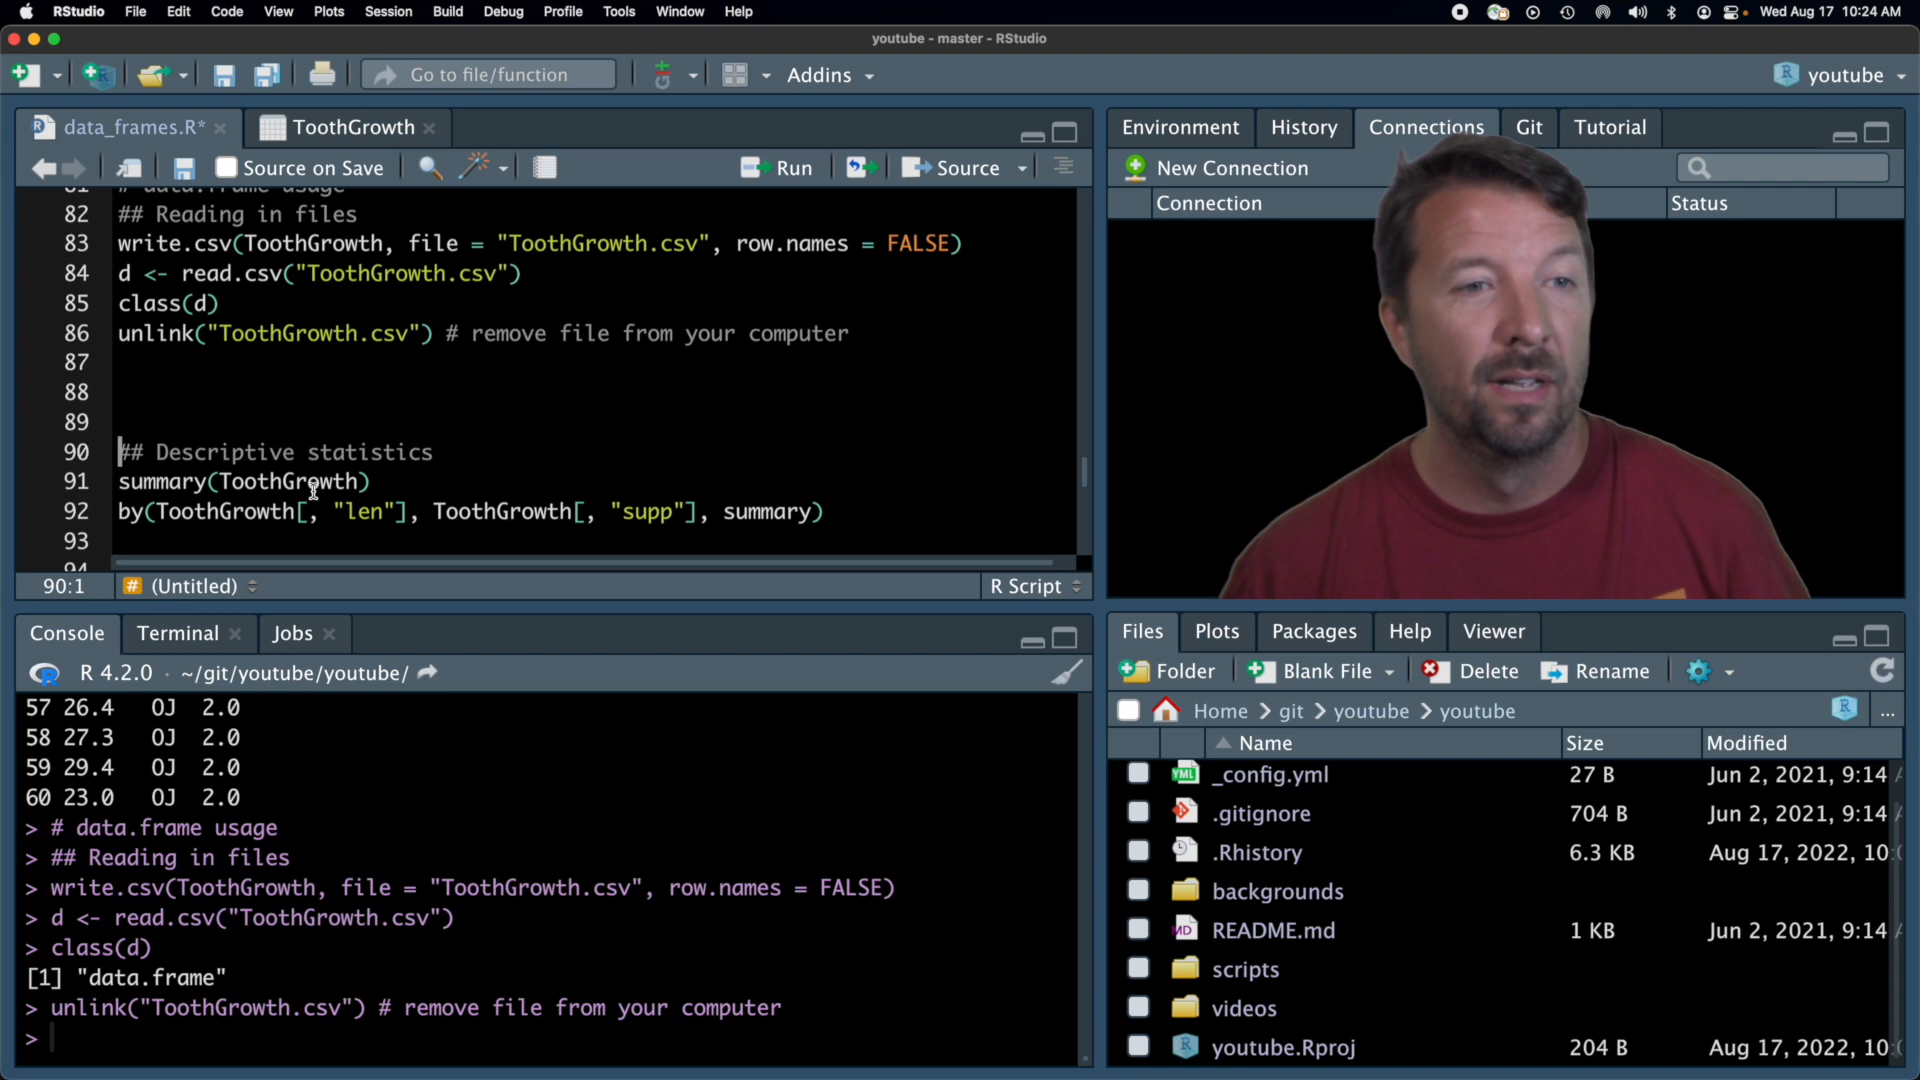 RStudio File Edit Code View Plots Session Build Debug Profile Tools Window Help Wed Aug 17 10:24 AM
youtube - master - RStudio
Go to file/function Addins youtube
data_frames.R* ToothGrowth
Source on Save Run Source
81 # data.frame usage
82 ## Reading in files
83 write.csv(ToothGrowth, file = "ToothGrowth.csv", row.names = FALSE)
84 d <- read.csv("ToothGrowth.csv")
85 class(d)
86 unlink("ToothGrowth.csv") # remove file from your computer
87
88
89
90 ## Descriptive statistics
91 summary(ToothGrowth)
92 by(ToothGrowth[, "len"], ToothGrowth[, "supp"], summary)
93
94
90:1 # (Untitled) R Script
Environment History Connections Git Tutorial
New Connection
Connection Status
Console Terminal Jobs
R 4.2.0 · ~/git/youtube/youtube/
57 26.4 OJ 2.0
58 27.3 OJ 2.0
59 29.4 OJ 2.0
60 23.0 OJ 2.0
> # data.frame usage
> ## Reading in files
> write.csv(ToothGrowth, file = "ToothGrowth.csv", row.names = FALSE)
> d <- read.csv("ToothGrowth.csv")
> class(d)
[1] "data.frame"
> unlink("ToothGrowth.csv") # remove file from your computer
>
Files Plots Packages Help Viewer
Folder Blank File Delete Rename
Home > git > youtube > youtube ...
Name Size Modified
_config.yml 27 B Jun 2, 2021, 9:14
.gitignore 704 B Jun 2, 2021, 9:14
.Rhistory 6.3 KB Aug 17, 2022, 10:
backgrounds
README.md 1 KB Jun 2, 2021, 9:14
scripts
videos
youtube.Rproj 204 B Aug 17, 2022, 10: